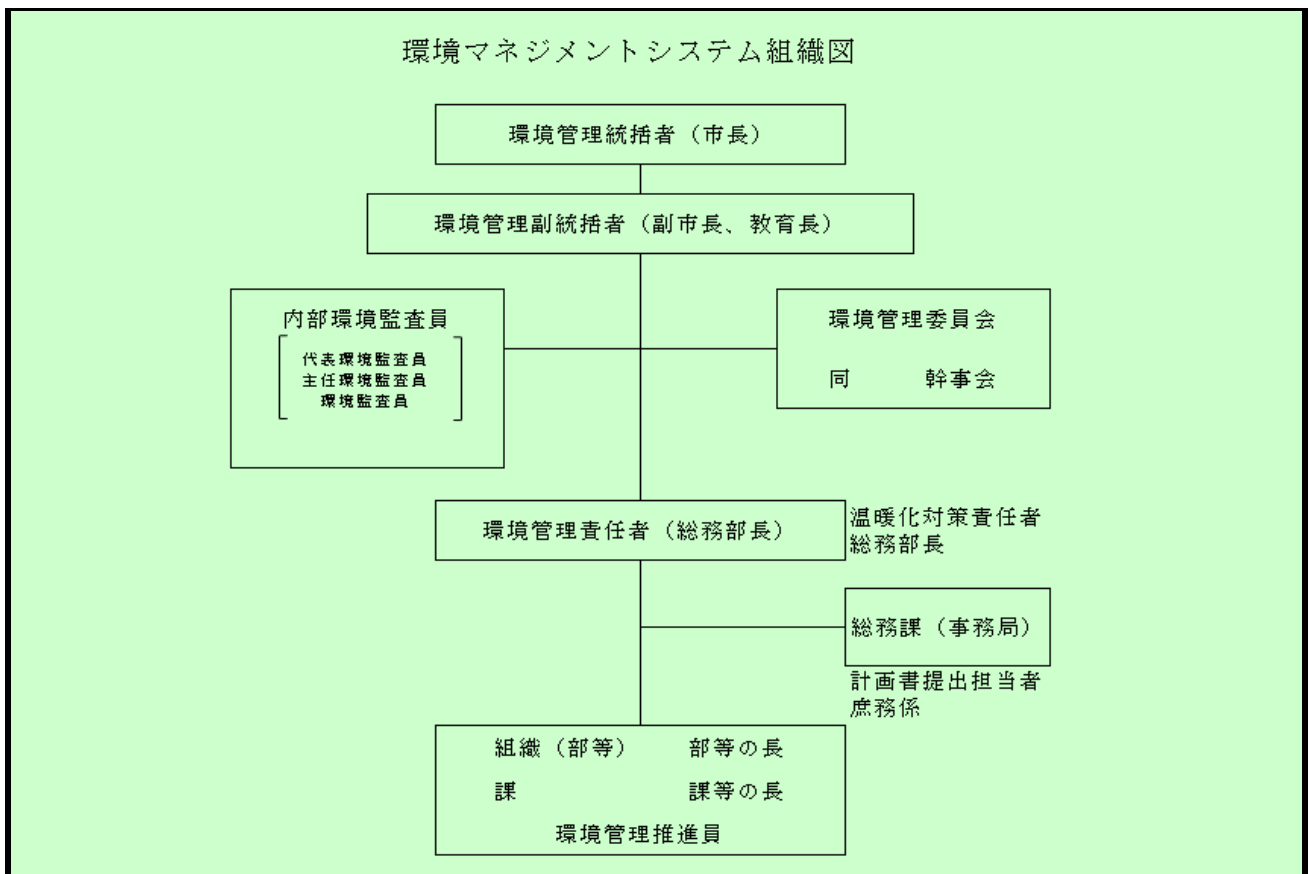 環境マネジメントシステム組織図
環境管理統括者（市長）
環境管理副統括者（副市長、教育長）
内部環境監査員
代表環境監査員
主任環境監査員
環境監査員
環境管理委員会
同　　　幹事会
環境管理責任者（総務部長）
温暖化対策責任者
総務部長
総務課（事務局）
計画書提出担当者
庶務係
組織（部等）　　部等の長
課　　　　　　　課等の長
環境管理推進員